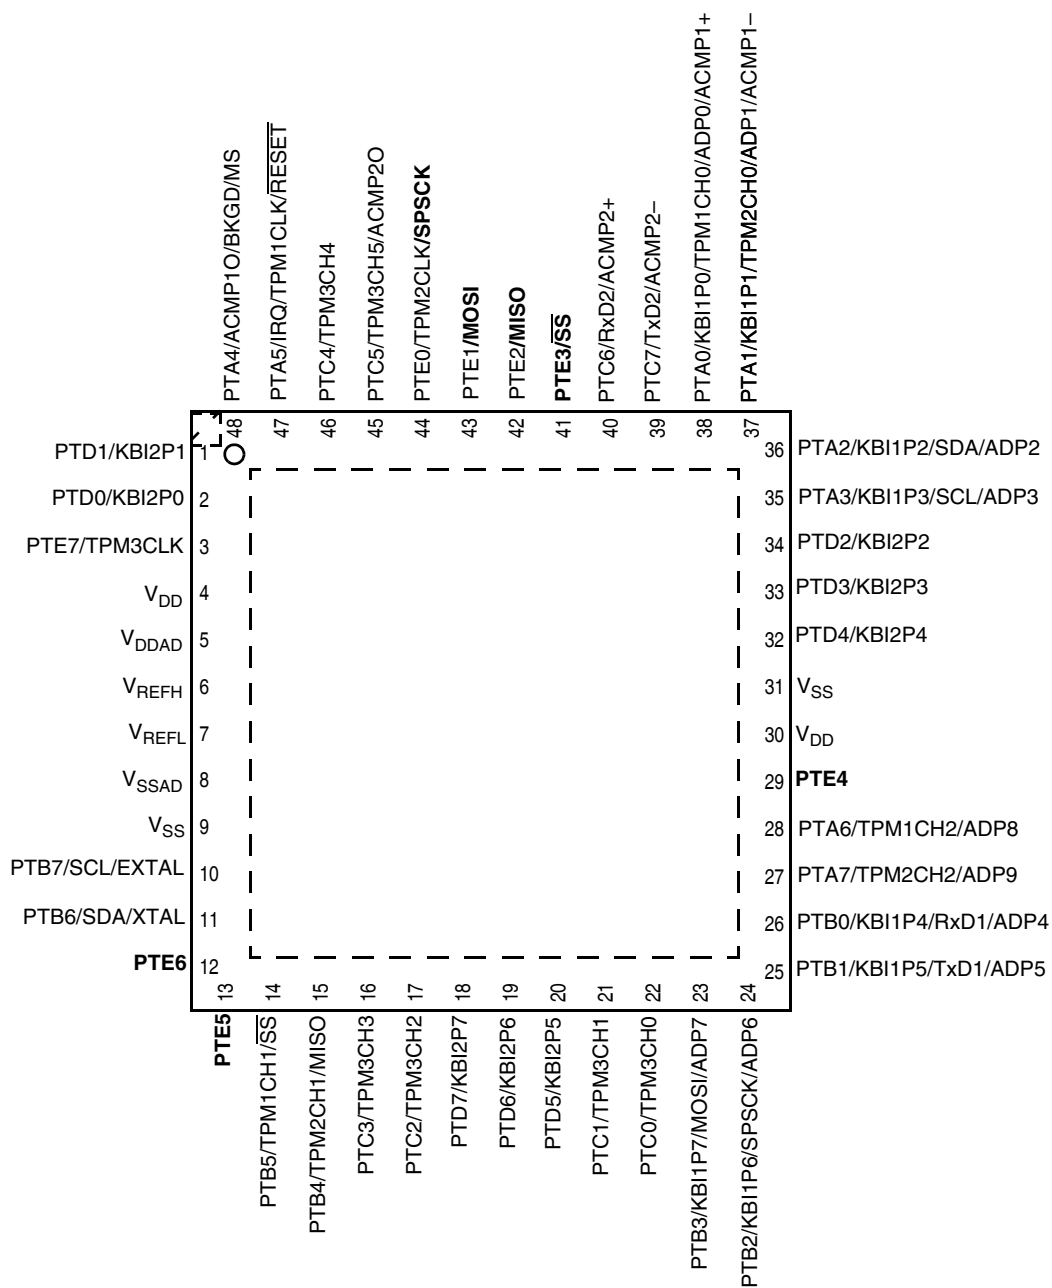 PTA4/ACMP1O/BKGD/MS
PTA5/IRQ/TPM1CLK/RESET
PTC4/TPM3CH4
PTC5/TPM3CH5/ACMP2O
PTE0/TPM2CLK/SPSCK
PTE1/MOSI
PTE2/MISO
PTE3/SS
PTC6/RxD2/ACMP2+
PTC7/TxD2/ACMP2–
PTA0/KBI1P0/TPM1CH0/ADP0/ACMP1+
PTA1/KBI1P1/TPM2CH0/ADP1/ACMP1–
48
47
46
45
44
43
42
41
40
39
38
37
PTD1/KBI2P1 1
PTD0/KBI2P0 2
PTE7/TPM3CLK 3
VDD 4
VDDAD 5
VREFH 6
VREFL 7
VSSAD 8
VSS 9
PTB7/SCL/EXTAL 10
PTB6/SDA/XTAL 11
PTE6 12
36 PTA2/KBI1P2/SDA/ADP2
35 PTA3/KBI1P3/SCL/ADP3
34 PTD2/KBI2P2
33 PTD3/KBI2P3
32 PTD4/KBI2P4
31 VSS
30 VDD
29 PTE4
28 PTA6/TPM1CH2/ADP8
27 PTA7/TPM2CH2/ADP9
26 PTB0/KBI1P4/RxD1/ADP4
25 PTB1/KBI1P5/TxD1/ADP5
13
14
15
16
17
18
19
20
21
22
23
24
PTE5
PTB5/TPM1CH1/SS
PTB4/TPM2CH1/MISO
PTC3/TPM3CH3
PTC2/TPM3CH2
PTD7/KBI2P7
PTD6/KBI2P6
PTD5/KBI2P5
PTC1/TPM3CH1
PTC0/TPM3CH0
PTB3/KBI1P7/MOSI/ADP7
PTB2/KBI1P6/SPSCK/ADP6